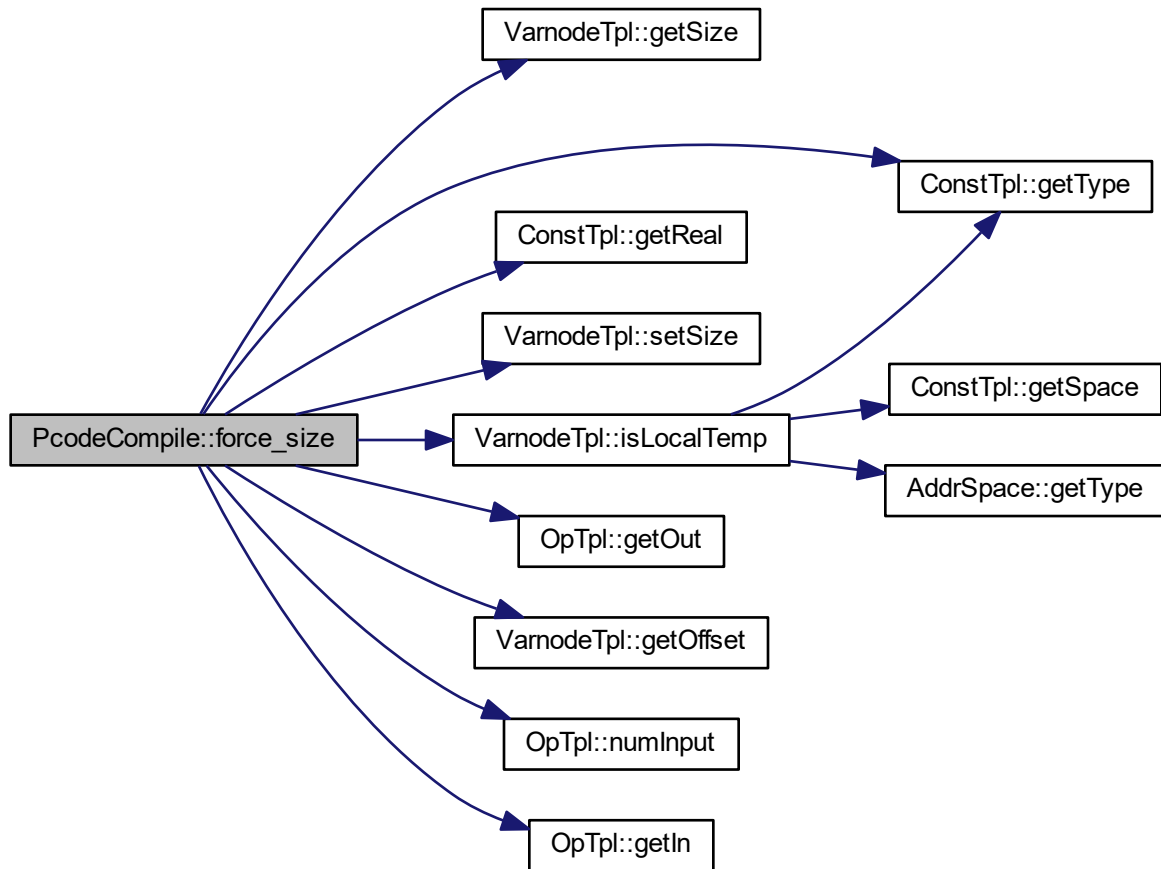 VarnodeTpl::getSize
ConstTpl::getType
ConstTpl::getReal
VarnodeTpl::setSize
ConstTpl::getSpace
PcodeCompile::force_size
VarnodeTpl::isLocalTemp
AddrSpace::getType
OpTpl::getOut
VarnodeTpl::getOffset
OpTpl::numInput
OpTpl::getIn